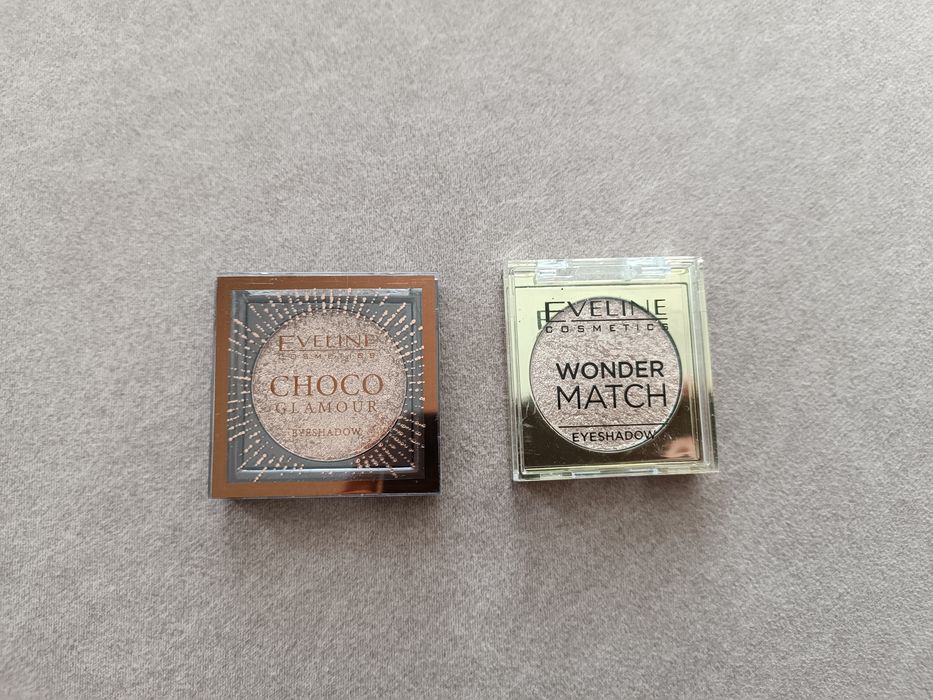 EVELINE
COSMETICS
CHOCO
GLAMOUR
EYESHADOW
EVELINE
COSMETICS
WONDER
MATCH
EYESHADOW